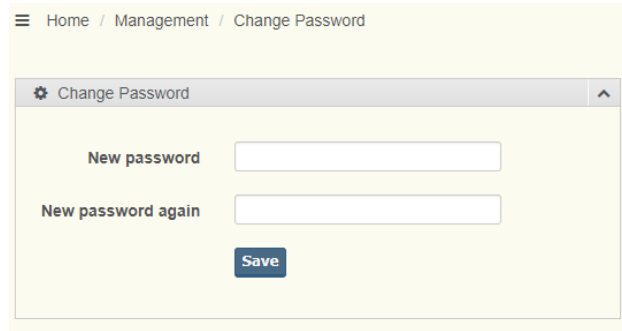 Home / Management / Change Password
Change Password
New password
New password again
Save